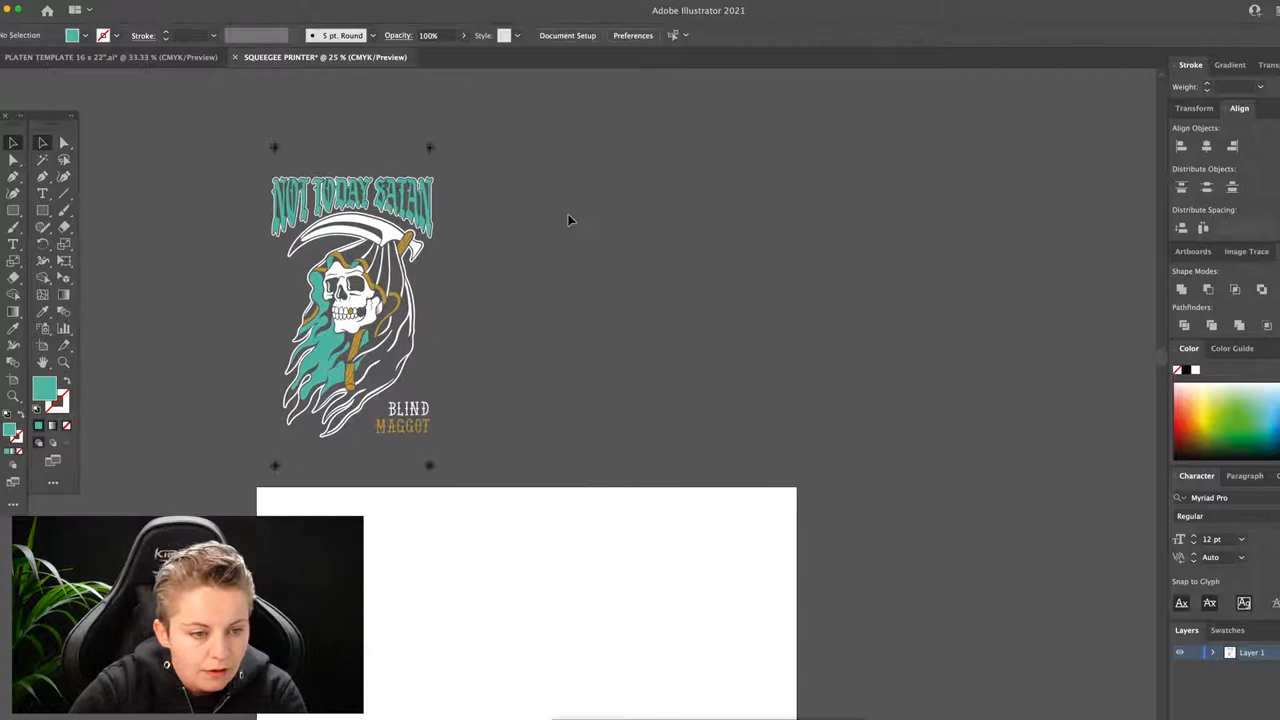 Adobe Illustrator 2021
No Selection
Stroke:
5 pt. Round
Opacity: 100%
Style:
Document Setup
Preferences
PLATEN TEMPLATE 16 x 22".ai* @ 33.33 % (CMYK/Preview)
SQUEEGEE PRINTER* @ 25 % (CMYK/Preview)
Stroke Gradient
Weight:
Transform Align
Align Objects:
Distribute Objects:
Distribute Spacing:
Artboards Image Trace
Shape Modes:
Pathfinders:
Color Color Guide
Character Paragraph
Myriad Pro
Regular
12 pt
Auto
Snap to Glyph
Layers Swatches
Layer 1
NOT TODAY SATAN
BLIND
MAGGOT